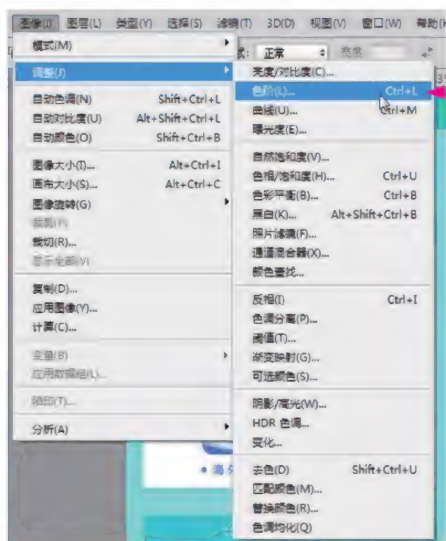 图像(I) 图层(L) 类型(Y) 选择(S) 滤镜(T) 3D(D) 视图(V) 窗口(W) 帮助(H
模式(M)
正常
调整(J)
自动色调(N) Shift+Ctrl+L
自动对比度(U) Alt+Shift+Ctrl+L
自动颜色(O) Shift+Ctrl+B
图像大小(I)... Alt+Ctrl+I
画布大小(S)... Alt+Ctrl+C
图像旋转(G)
裁剪(P)
裁切(R)...
显示全部(V)
复制(D)...
应用图像(Y)...
计算(C)...
变量(B)
应用数据组(L)...
陷印(T)...
分析(A)
亮度/对比度(C)...
色阶(L)... Ctrl+L
曲线(U)... Ctrl+M
曝光度(E)...
自然饱和度(V)...
色相/饱和度(H)... Ctrl+U
色彩平衡(B)... Ctrl+B
黑白(K)... Alt+Shift+Ctrl+B
照片滤镜(F)...
通道混合器(X)...
颜色查找...
反相(I) Ctrl+I
色调分离(P)...
阈值(T)...
渐变映射(G)...
可选颜色(S)...
阴影/高光(W)...
HDR 色调...
变化...
去色(D) Shift+Ctrl+U
匹配颜色(M)...
替换颜色(R)...
色调均化(Q)
海外